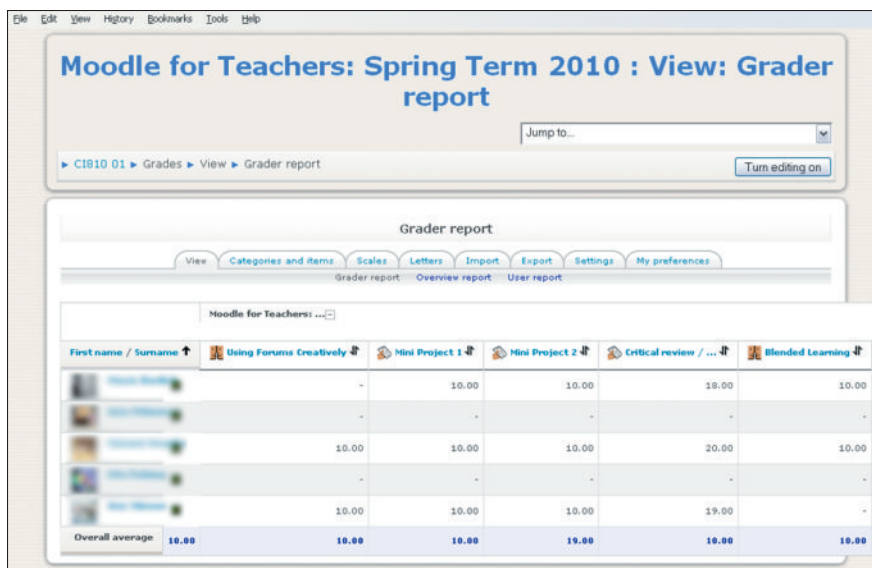 File Edit View History Bookmarks Tools Help
Moodle for Teachers: Spring Term 2010 : View: Grader
report
Jump to...
► CI810 01 ► Grades ► View ► Grader report
Turn editing on
Grader report
View Categories and items Scales Letters Import Export Settings My preferences
Grader report Overview report User report
Moodle for Teachers: ...
First name / Surname Using Forums Creatively Mini Project 1 Mini Project 2 Critical review / ... Blended Learning
- 10.00 10.00 18.00 10.00
- - - - -
10.00 10.00 10.00 20.00 10.00
- - - - -
10.00 10.00 10.00 19.00 -
Overall average 10.00 10.00 10.00 19.00 10.00 10.00